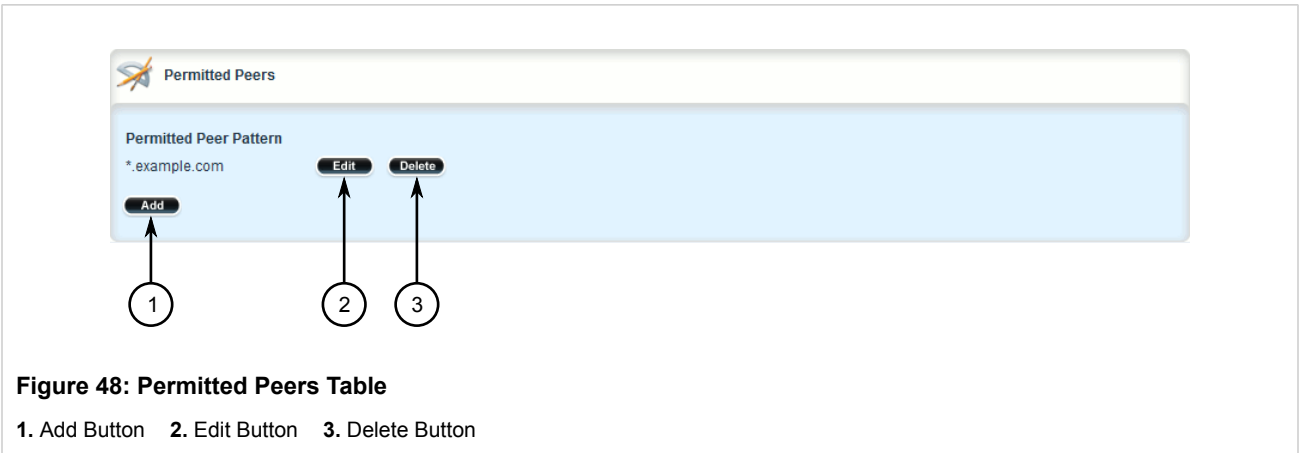 Permitted Peers
Permitted Peer Pattern
*.example.com Edit Delete
Add
1 2 3
Figure 48: Permitted Peers Table
1. Add Button 2. Edit Button 3. Delete Button